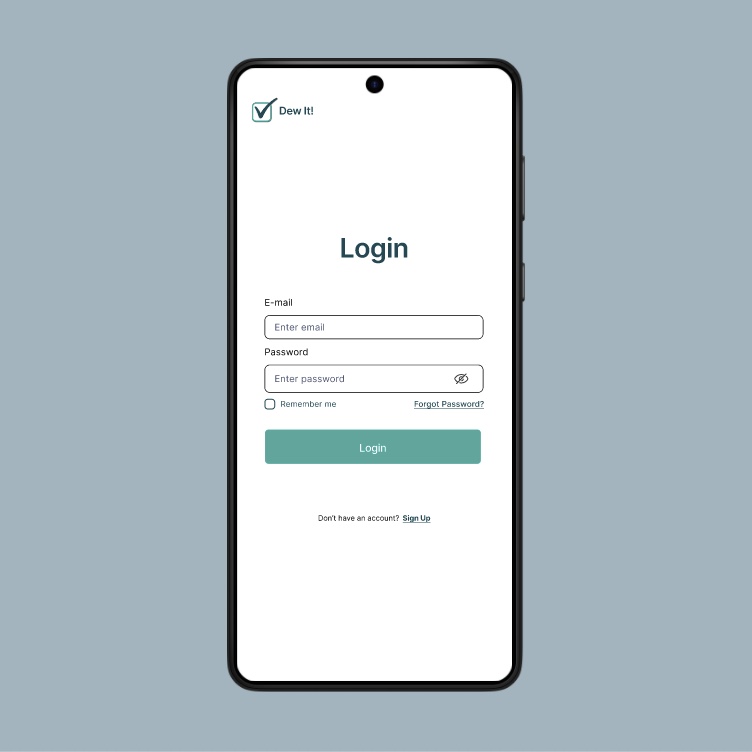 Dew It!
Login
E-mail
Enter email
Password
Enter password
Remember me Forgot Password?
Login
Don't have an account? Sign Up